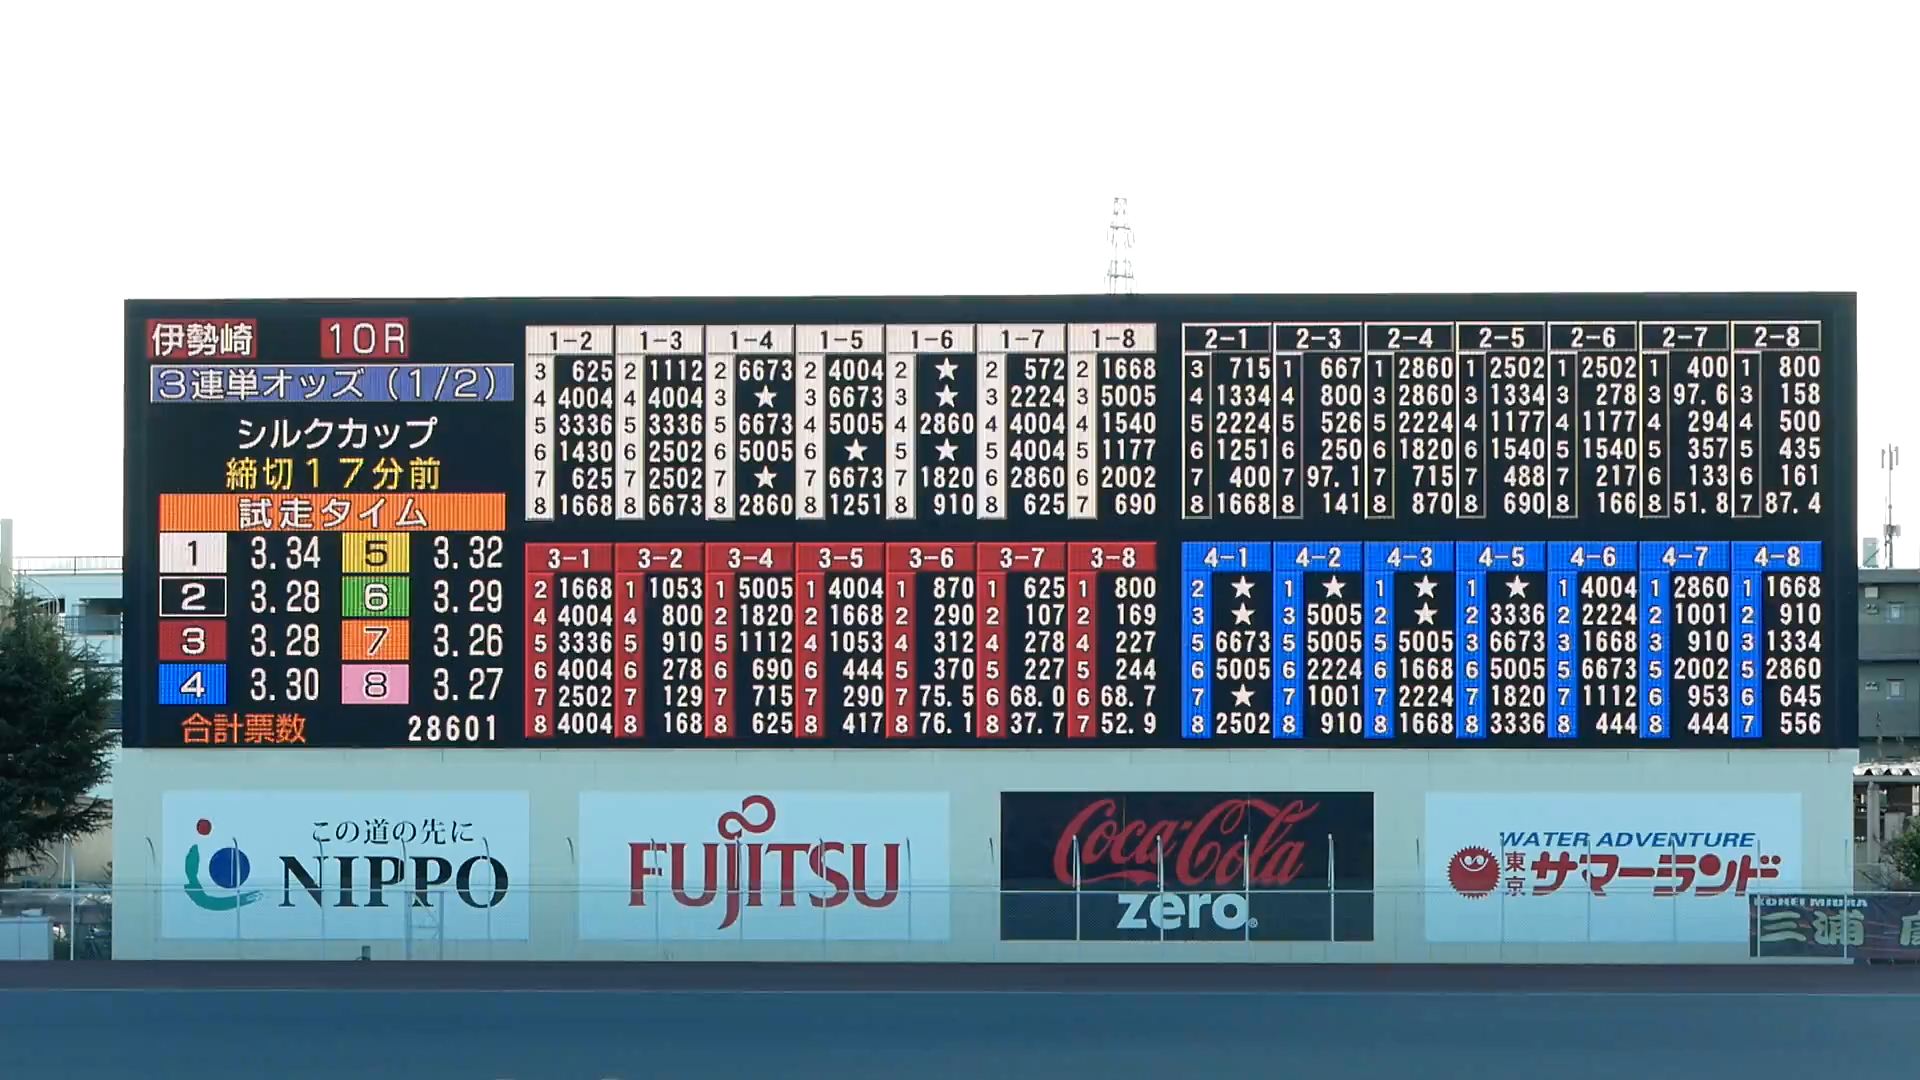 伊勢崎 10R
3連単オッズ (1/2)
シルクカップ
締切17分前
試走タイム
1 3.34 5 3.32
2 3.28 6 3.29
3 3.28 7 3.26
4 3.30 8 3.27
合計票数 28601
1-2 1-3 1-4 1-5 1-6 1-7 1-8
3 625 2 1112 2 6673 2 4004 2 ★ 2 572 2 1668
4 4004 4 4004 3 ★ 3 6673 3 ★ 3 2224 3 5005
5 3336 5 3336 5 6673 4 5005 4 2860 4 4004 4 1540
6 1430 6 2502 6 5005 6 ★ 5 ★ 5 4004 5 1177
7 625 7 2502 7 ★ 7 6673 7 1820 6 2860 6 2002
8 1668 8 6673 8 2860 8 1251 8 910 8 625 7 690
2-1 2-3 2-4 2-5 2-6 2-7 2-8
3 715 1 667 1 2860 1 2502 1 2502 1 400 1 800
4 1334 4 800 3 2860 3 1334 3 278 3 97.6 3 158
5 2224 5 526 5 2224 4 1177 4 1177 4 294 4 500
6 1251 6 250 6 1820 6 1540 5 1540 5 357 5 435
7 400 7 97.1 7 715 7 488 7 217 6 133 6 161
8 1668 8 141 8 870 8 690 8 166 8 51.8 7 87.4
3-1 3-2 3-4 3-5 3-6 3-7 3-8
2 1668 1 1053 1 5005 1 4004 1 870 1 625 1 800
4 4004 4 800 2 1820 2 1668 2 290 2 107 2 169
5 3336 5 910 5 1112 4 1053 4 312 4 278 4 227
6 4004 6 278 6 690 6 444 5 370 5 227 5 244
7 2502 7 129 7 715 7 290 7 75.5 6 68.0 6 68.7
8 4004 8 168 8 625 8 417 8 76.1 8 37.7 7 52.9
4-1 4-2 4-3 4-5 4-6 4-7 4-8
2 ★ 1 ★ 1 ★ 1 ★ 1 4004 1 2860 1 1668
3 ★ 3 5005 2 ★ 2 3336 2 2224 2 1001 2 910
5 6673 5 5005 5 5005 3 6673 3 1668 3 910 3 1334
6 5005 6 2224 6 1668 6 5005 5 6673 5 2002 5 2860
7 ★ 7 1001 7 2224 7 1820 7 1112 6 953 6 645
8 2502 8 910 8 1668 8 3336 8 444 8 444 7 556
この道の先に
NIPPO
FUJITSU
Coca-Cola
zero®
WATER ADVENTURE
東京サマーランド
KOHEI MIURA
三浦